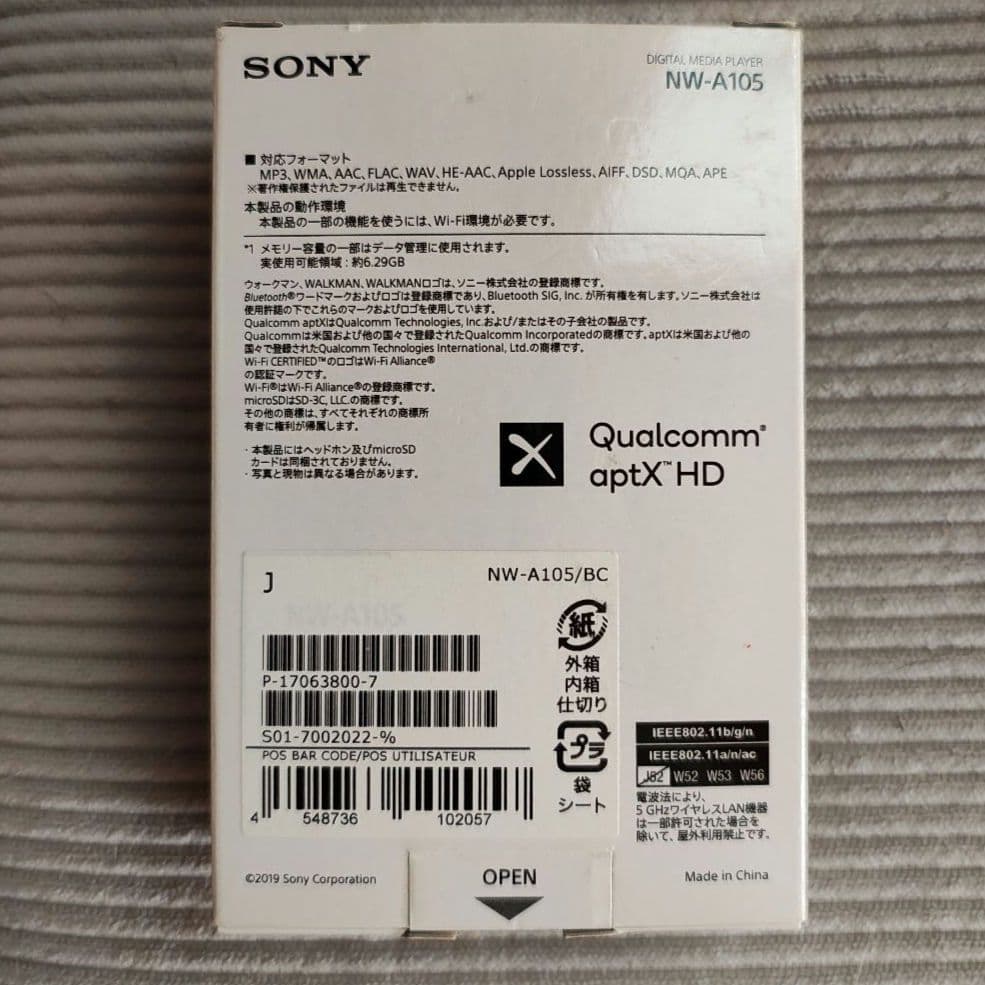 SONY
DIGITAL MEDIA PLAYER
NW-A105
■ 対応フォーマット
MP3、WMA、AAC、FLAC、WAV、HE-AAC、Apple Lossless、AIFF、DSD、MQA、APE
※著作権保護されたファイルは再生できません。
本製品の動作環境
本製品の一部の機能を使うには、Wi-Fi環境が必要です。
*1 メモリー容量の一部はデータ管理に使用されます。
実使用可能領域：約6.29GB
ウォークマン、WALKMAN、WALKMANロゴは、ソニー株式会社の登録商標です。
Bluetooth®ワードマークおよびロゴは登録商標であり、Bluetooth SIG, Inc. が所有権を有します。ソニー株式会社は
使用許諾の下でこれらのマークおよびロゴを使用しています。
Qualcomm aptXはQualcomm Technologies, Inc.および/またはその子会社の製品です。
Qualcommは米国および他の国々で登録されたQualcomm Incorporatedの商標です。aptXは米国および他の
国々で登録されたQualcomm Technologies International, Ltd.の商標です。
Wi-Fi CERTIFIED™のロゴはWi-Fi Alliance®
の認証マークです。
Wi-Fi®はWi-Fi Alliance®の登録商標です。
microSDはSD-3C, LLC.の商標です。
その他の商標は、すべてそれぞれの商標所
有者に権利が帰属します。
・本製品にはヘッドホン及びmicroSD
カードは同梱されておりません。
・写真と現物は異なる場合があります。
Qualcomm®
aptX™ HD
J
NW-A105/BC
NW-A105
P-17063800-7
S01-7002022-%
POS BAR CODE/POS UTILISATEUR
4 548736 102057
紙
外箱
内箱
仕切り
プラ
袋
シート
IEEE802.11b/g/n
IEEE802.11a/n/ac
J52 W52 W53 W56
電波法により、
5 GHzワイヤレスLAN機器
は一部許可された場合を
除いて、屋外利用禁止です。
©2019 Sony Corporation
OPEN
Made in China